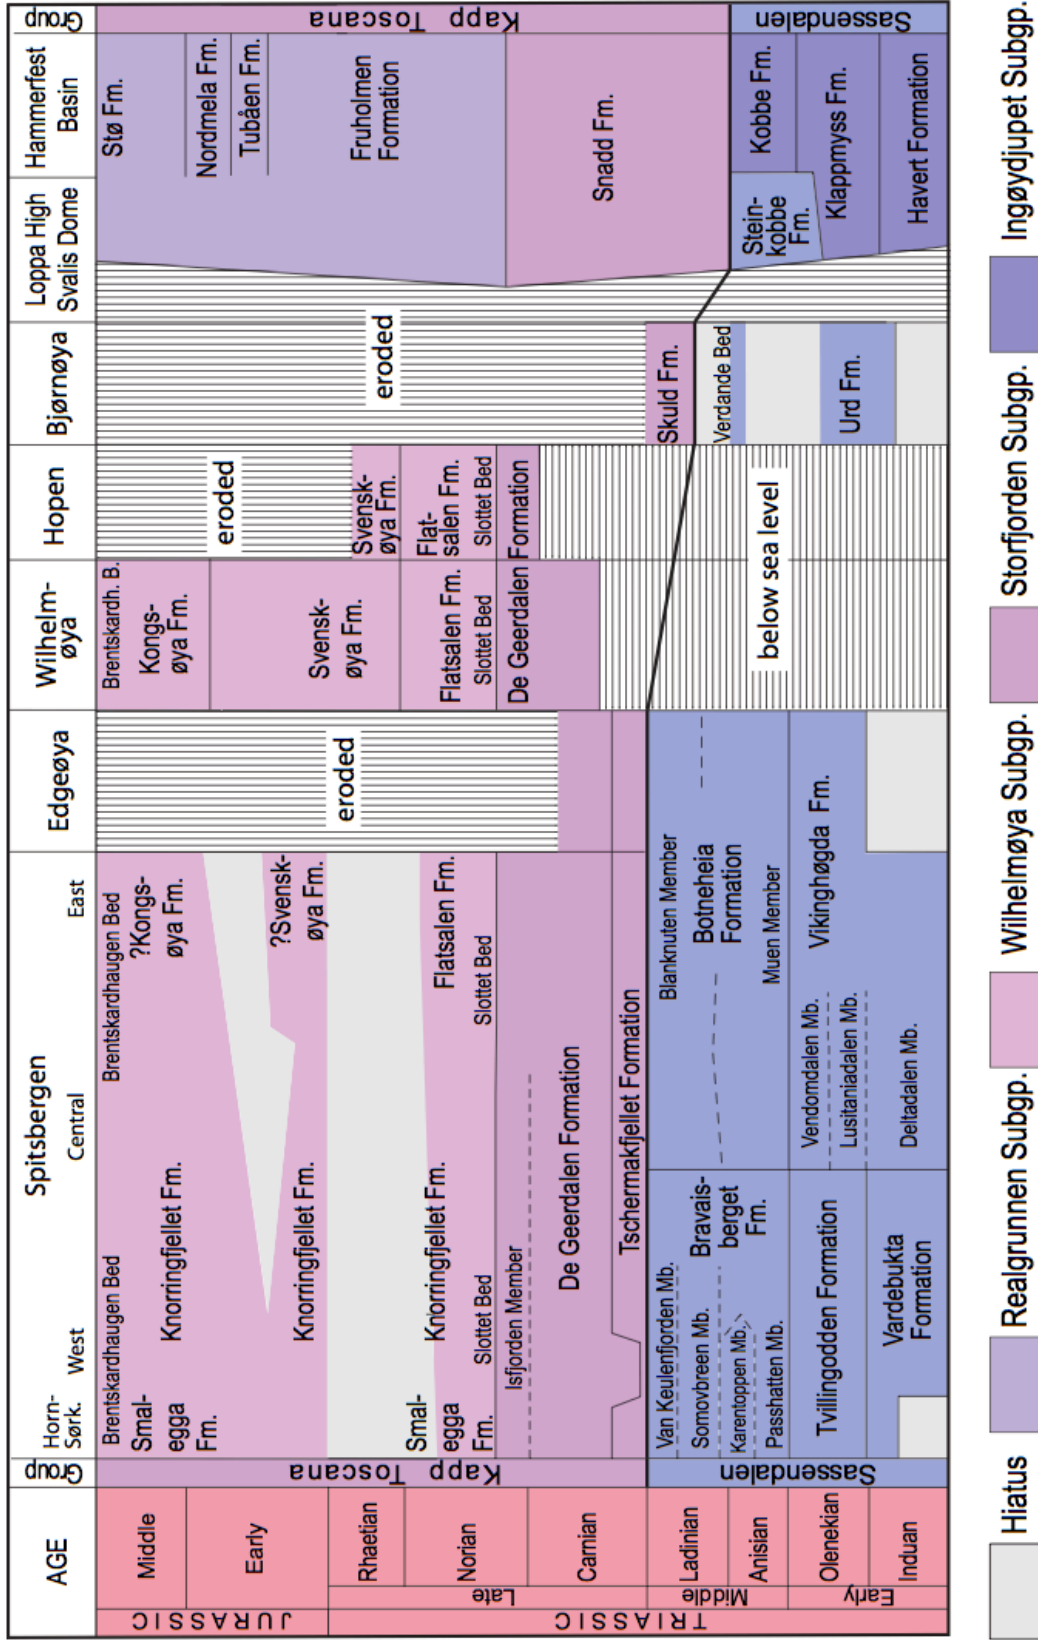 AGE
Group
Spitsbergen
Horn-
Sørk.
West
Central
East
Edgeøya
Wilhelm-
øya
Hopen
Bjørnøya
Loppa High
Svalis Dome
Hammerfest
Basin
Group
JURASSIC
TRIASSIC
Late
Middle
Early
Middle
Early
Rhaetian
Norian
Carnian
Ladinian
Anisian
Olenekian
Induan
Kapp Toscana
Sassendalen
Brentskardhaugen Bed
Smal-
egga
Fm.
Knorringfjellet Fm.
Brentskardhaugen Bed
?Kongs-
øya Fm.
Knorringfjellet Fm.
?Svensk-
øya Fm.
Smal-
egga
Fm.
Knorringfjellet Fm.
Slottet Bed
Flatsalen Fm.
Slottet Bed
Isfjorden Member
De Geerdalen Formation
Tschermakfjellet Formation
Van Keulenfjorden Mb.
Somovbreen Mb.
Karentoppen Mb.
Passhatten Mb.
Bravais-
berget
Fm.
Blanknuten Member
Botneheia
Formation
Muen Member
Tvillingodden Formation
Vendomdalen Mb.
Lusitaniadalen Mb.
Vikinghøgda Fm.
Vardebukta
Formation
Deltadalen Mb.
eroded
Brentskardh. B.
Kongs-
øya Fm.
Svensk-
øya Fm.
Flatsalen Fm.
Slottet Bed
De Geerdalen Formation
eroded
Svensk-
øya Fm.
Flat-
salen Fm.
Slottet Bed
below sea level
eroded
Skuld Fm.
Verdande Bed
Urd Fm.
Stø Fm.
Nordmela Fm.
Tubåen Fm.
Fruholmen
Formation
Snadd Fm.
Stein-
kobbe
Fm.
Kobbe Fm.
Klappmyss Fm.
Havert Formation
Kapp Toscana
Sassendalen
Hiatus
Realgrunnen Subgp.
Wilhelmøya Subgp.
Storfjorden Subgp.
Ingøydjupet Subgp.